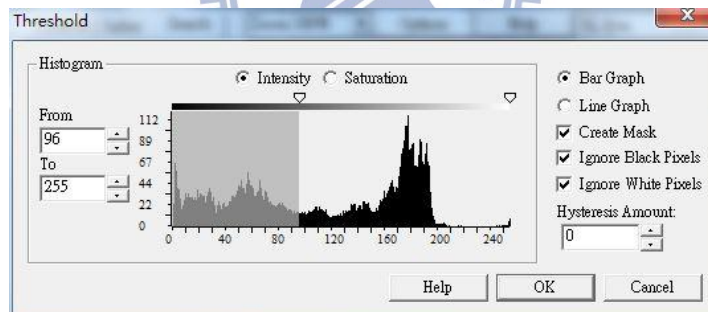 Threshold
Histogram
Intensity Saturation
From
96
To
255
112
89
67
44
22
0
0 40 80 120 160 200 240
Bar Graph
Line Graph
Create Mask
Ignore Black Pixels
Ignore White Pixels
Hysteresis Amount:
0
Help OK Cancel